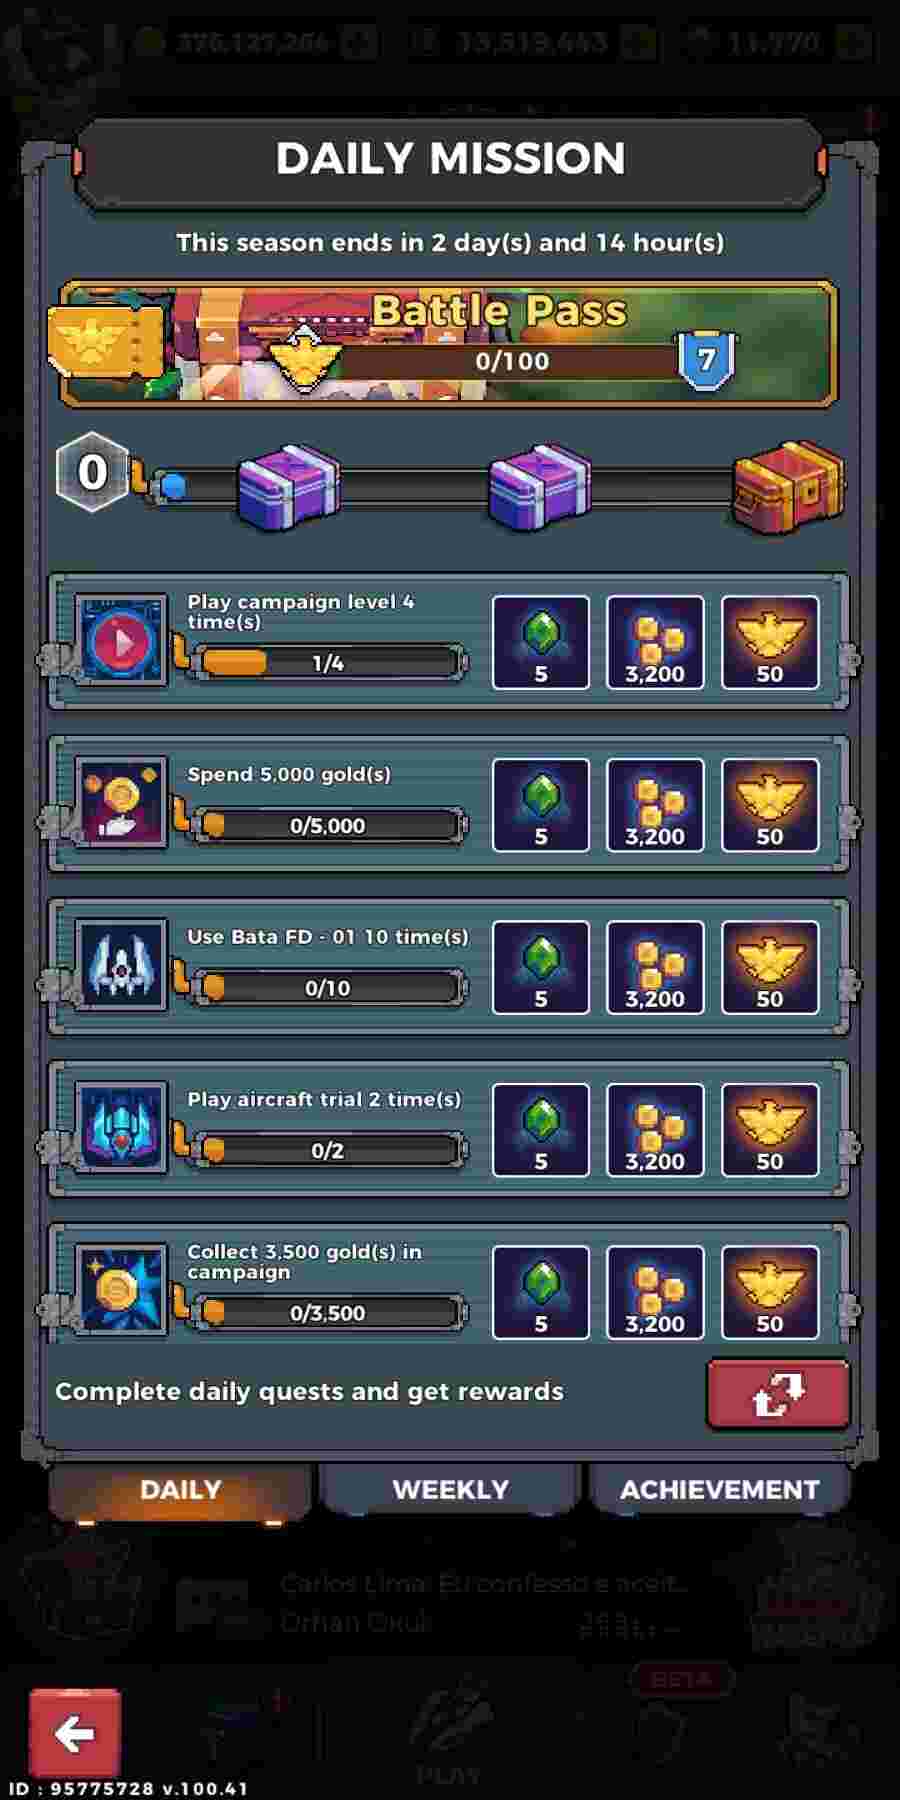 376,127,264
13,519,443
11,770
DAILY MISSION
This season ends in 2 day(s) and 14 hour(s)
Battle Pass
0/100
7
0
Play campaign level 4
time(s)
1/4
5
3,200
50
Spend 5,000 gold(s)
0/5,000
5
3,200
50
Use Bata FD - 01 10 time(s)
0/10
5
3,200
50
Play aircraft trial 2 time(s)
0/2
5
3,200
50
Collect 3,500 gold(s) in
campaign
0/3,500
5
3,200
50
Complete daily quests and get rewards
DAILY
WEEKLY
ACHIEVEMENT
Carlos Lima: Eu confesso e aceit...
Orhan Okul:
BETA
PLAY
ID : 95775728 v.100.41